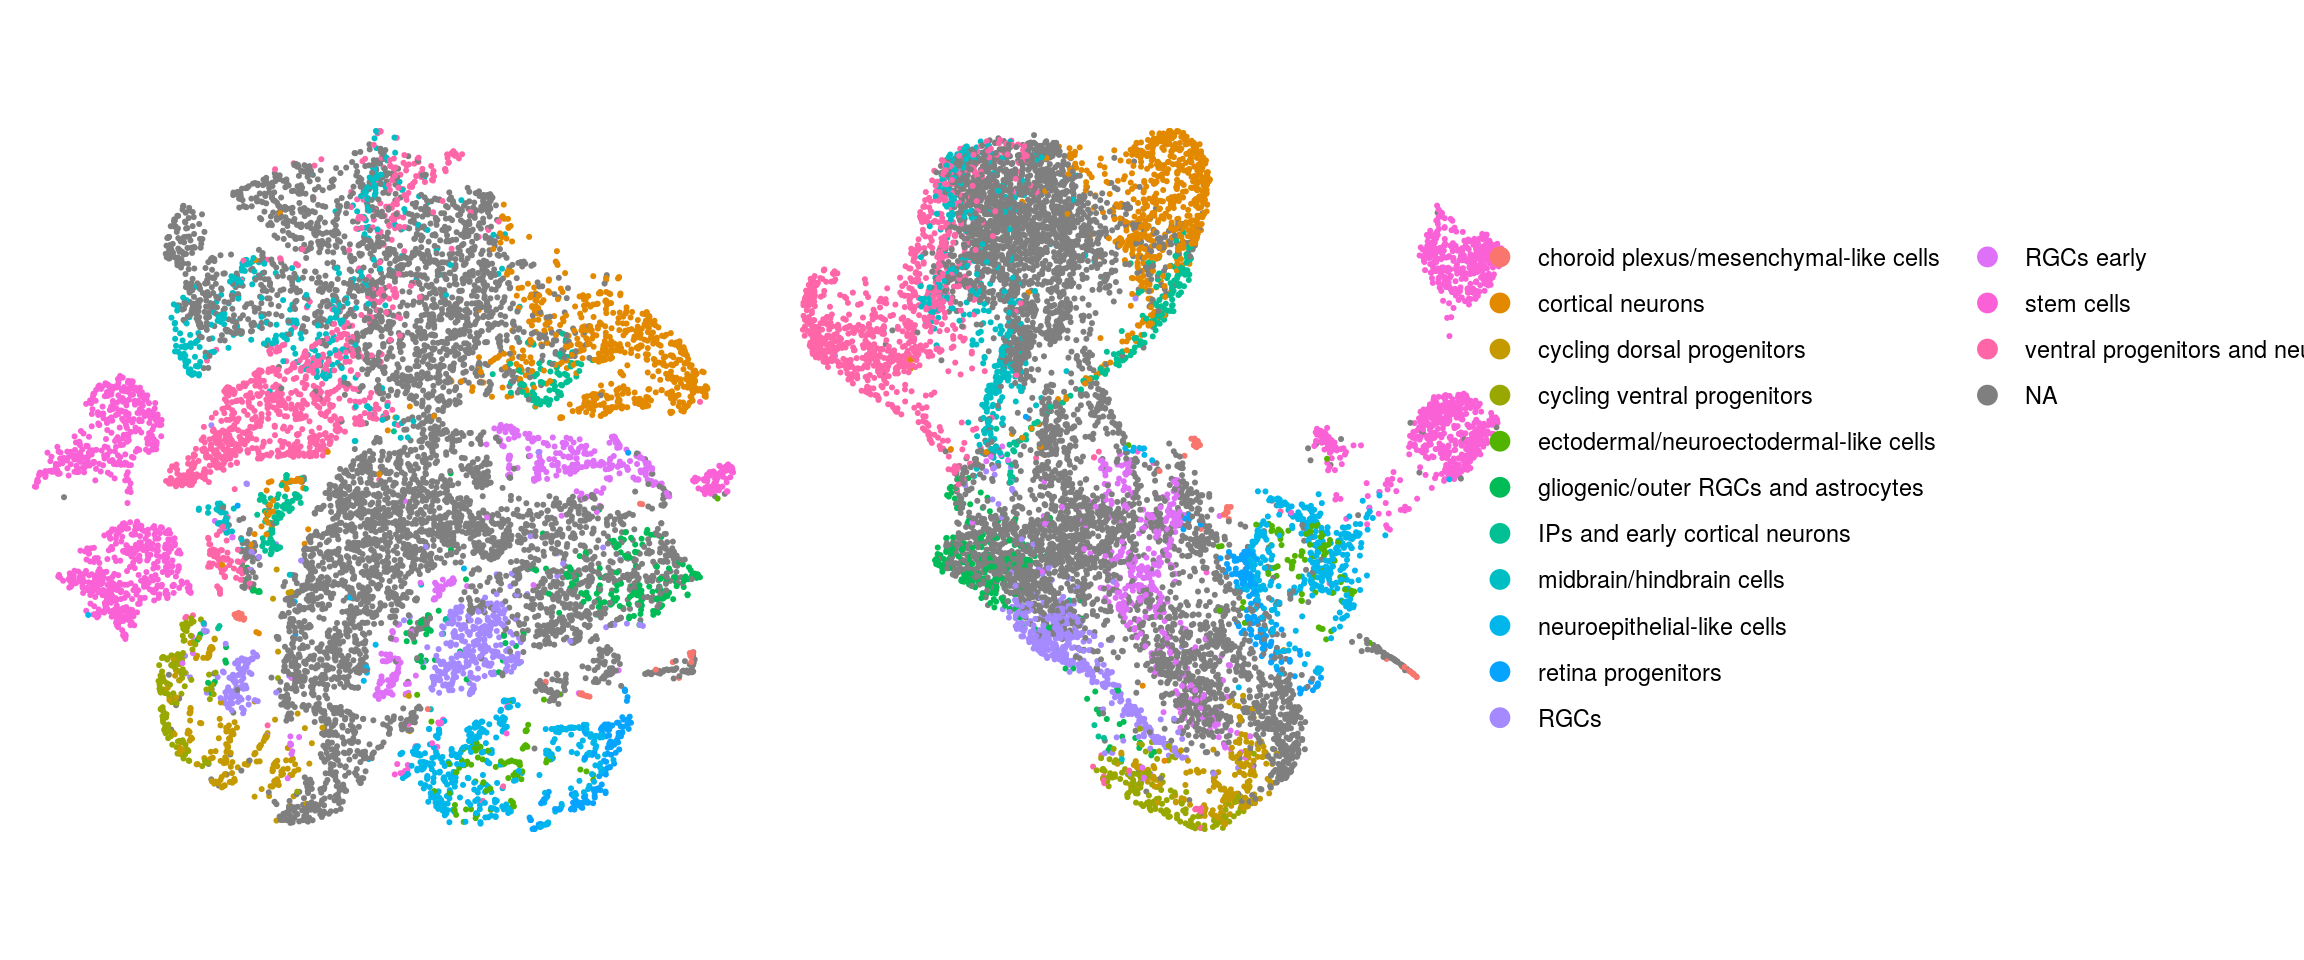 choroid plexus/mesenchymal-like cells
cortical neurons
cycling dorsal progenitors
cycling ventral progenitors
ectodermal/neuroectodermal-like cells
gliogenic/outer RGCs and astrocytes
IPs and early cortical neurons
midbrain/hindbrain cells
neuroepithelial-like cells
retina progenitors
RGCs
RGCs early
stem cells
ventral progenitors and neu
NA